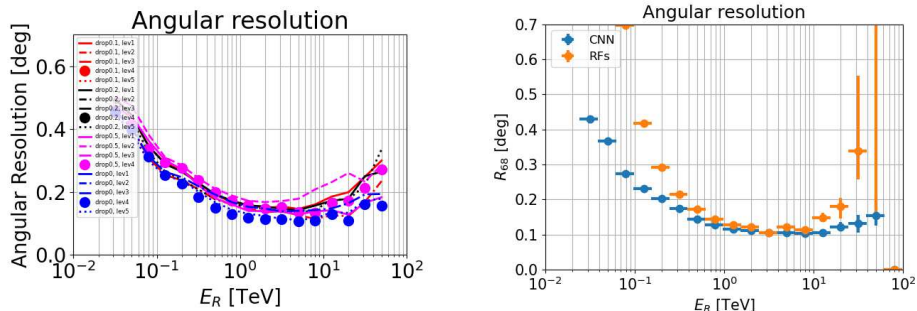 Angular resolution
Angular Resolution [deg]
0.6
0.4
0.2
0.0
drop0.1, lev1
drop0.1, lev2
drop0.1, lev3
drop0.1, lev4
drop0.1, lev5
drop0.2, lev1
drop0.2, lev2
drop0.2, lev3
drop0.2, lev4
drop0.2, lev5
drop0.5, lev1
drop0.5, lev2
drop0.5, lev3
drop0.5, lev4
drop0, lev1
drop0, lev2
drop0, lev3
drop0, lev4
drop0, lev5
10⁻² 10⁻¹ 10⁰ 10¹ 10²
E_R [TeV]
Angular resolution
R₆₈ [deg]
0.7
0.6
0.5
0.4
0.3
0.2
0.1
0.0
CNN
RFs
10⁻² 10⁻¹ 10⁰ 10¹ 10²
E_R [TeV]